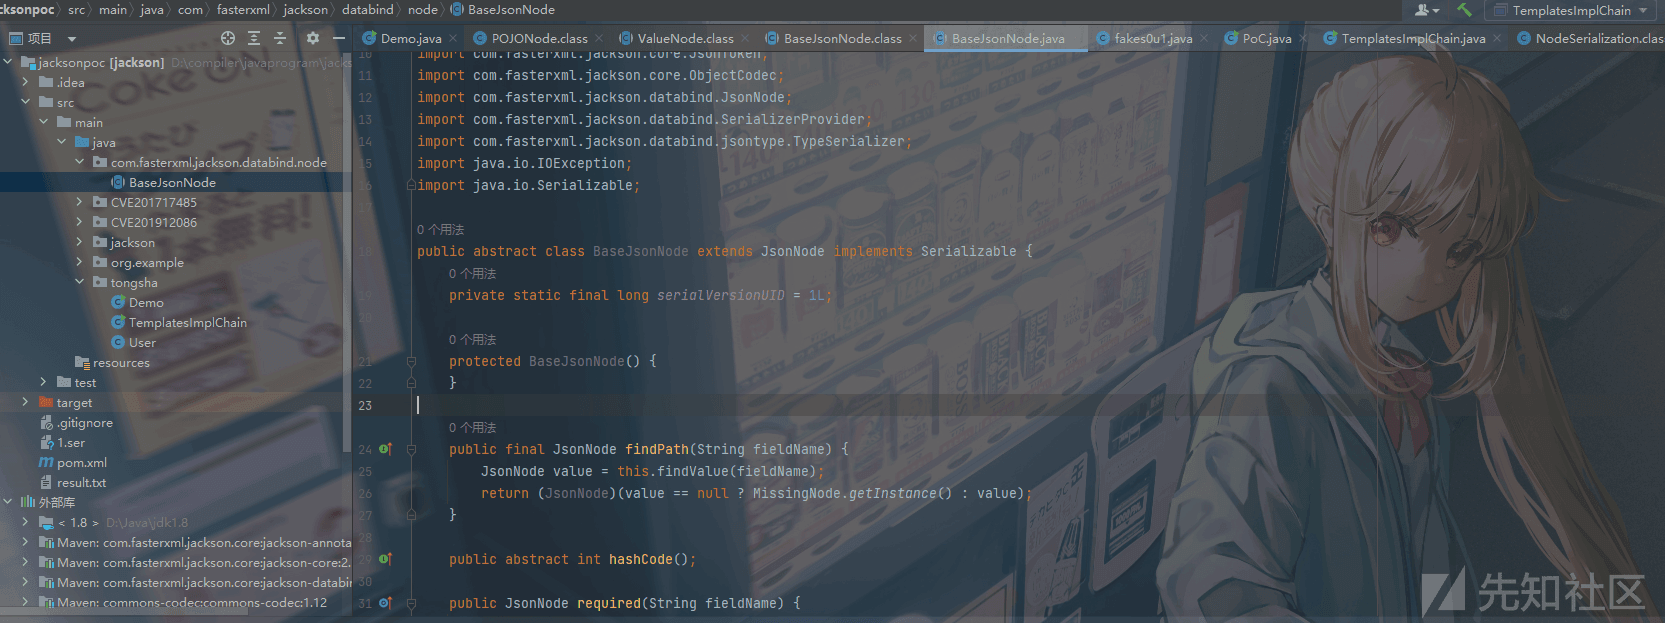 cksonpoc › src › main › java › com › fasterxml › jackson › databind › node › BaseJsonNode
TemplatesImplChain
项目
Demo.java
POJONode.class
ValueNode.class
BaseJsonNode.class
BaseJsonNode.java
fakes0u1.java
PoC.java
TemplatesImplChain.java
NodeSerialization.clas
jacksonpoc [jackson] D:\compiler\javaprogram\jacks
.idea
src
main
java
com.fasterxml.jackson.databind.node
BaseJsonNode
CVE201717485
CVE201912086
jackson
org.example
tongsha
Demo
TemplatesImplChain
User
resources
test
target
.gitignore
1.ser
pom.xml
result.txt
外部库
< 1.8 > D:\Java\jdk1.8
Maven: com.fasterxml.jackson.core:jackson-annota
Maven: com.fasterxml.jackson.core:jackson-core:2.
Maven: com.fasterxml.jackson.core:jackson-databin
Maven: commons-codec:commons-codec:1.12
10 import com.fasterxml.jackson.core.JsonToken;
11 import com.fasterxml.jackson.core.ObjectCodec;
12 import com.fasterxml.jackson.databind.JsonNode;
13 import com.fasterxml.jackson.databind.SerializerProvider;
14 import com.fasterxml.jackson.databind.jsontype.TypeSerializer;
15 import java.io.IOException;
16 import java.io.Serializable;
17
0 个用法
18 public abstract class BaseJsonNode extends JsonNode implements Serializable {
0 个用法
19 private static final long serialVersionUID = 1L;
20
0 个用法
21 protected BaseJsonNode() {
22 }
23
0 个用法
24 public final JsonNode findPath(String fieldName) {
25 JsonNode value = this.findValue(fieldName);
26 return (JsonNode)(value == null ? MissingNode.getInstance() : value);
27 }
28
29 public abstract int hashCode();
30
31 public JsonNode required(String fieldName) {
Coke O
BOSS
先知社区